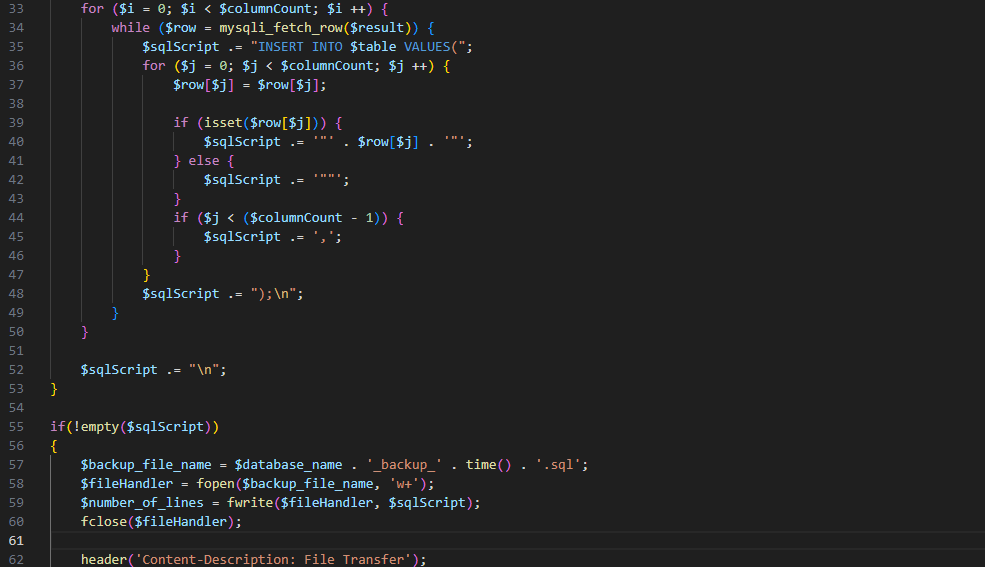 33 for ($i = 0; $i < $columnCount; $i ++) {
34 while ($row = mysqli_fetch_row($result)) {
35 $sqlScript .= "INSERT INTO $table VALUES(";
36 for ($j = 0; $j < $columnCount; $j ++) {
37 $row[$j] = $row[$j];
38
39 if (isset($row[$j])) {
40 $sqlScript .= '"' . $row[$j] . '"';
41 } else {
42 $sqlScript .= '""';
43 }
44 if ($j < ($columnCount - 1)) {
45 $sqlScript .= ',';
46 }
47 }
48 $sqlScript .= ");\n";
49 }
50 }
51
52 $sqlScript .= "\n";
53 }
54
55 if(!empty($sqlScript))
56 {
57 $backup_file_name = $database_name . '_backup_' . time() . '.sql';
58 $fileHandler = fopen($backup_file_name, 'w+');
59 $number_of_lines = fwrite($fileHandler, $sqlScript);
60 fclose($fileHandler);
61
62 header('Content-Description: File Transfer');